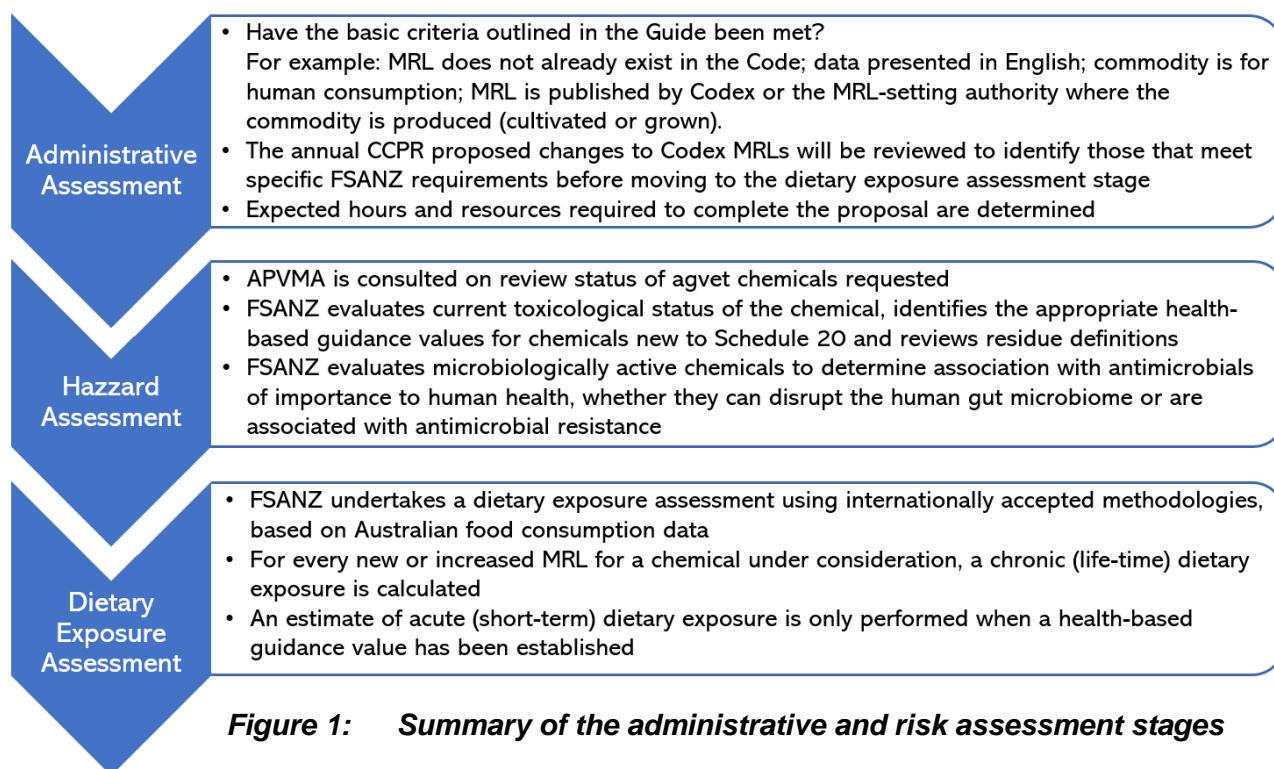 Administrative
Assessment
• Have the basic criteria outlined in the Guide been met?
For example: MRL does not already exist in the Code; data presented in English; commodity is for
human consumption; MRL is published by Codex or the MRL-setting authority where the
commodity is produced (cultivated or grown).
• The annual CCPR proposed changes to Codex MRLs will be reviewed to identify those that meet
specific FSANZ requirements before moving to the dietary exposure assessment stage
• Expected hours and resources required to complete the proposal are determined
Hazzard
Assessment
• APVMA is consulted on review status of agvet chemicals requested
• FSANZ evaluates current toxicological status of the chemical, identifies the appropriate health-
based guidance values for chemicals new to Schedule 20 and reviews residue definitions
• FSANZ evaluates microbiologically active chemicals to determine association with antimicrobials
of importance to human health, whether they can disrupt the human gut microbiome or are
associated with antimicrobial resistance
Dietary
Exposure
Assessment
• FSANZ undertakes a dietary exposure assessment using internationally accepted methodologies,
based on Australian food consumption data
• For every new or increased MRL for a chemical under consideration, a chronic (life-time) dietary
exposure is calculated
• An estimate of acute (short-term) dietary exposure is only performed when a health-based
guidance value has been established
Figure 1: Summary of the administrative and risk assessment stages